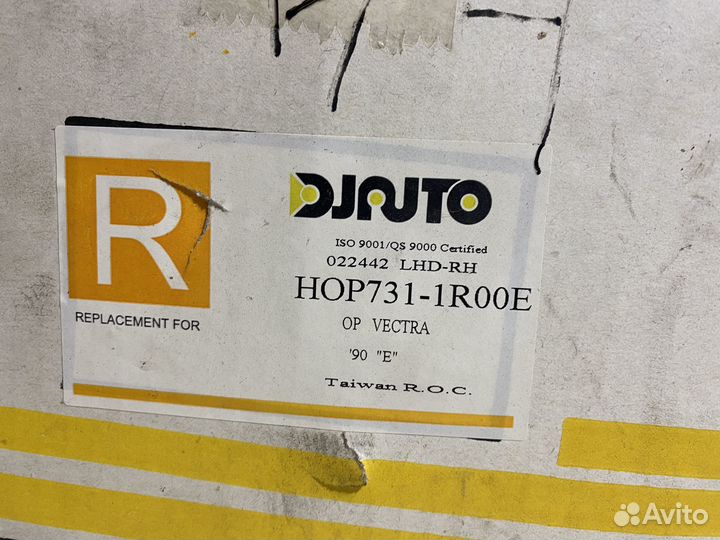 R
REPLACEMENT FOR
DJAUTO
ISO 9001/QS 9000 Certified
022442 LHD-RH
HOP731-1R00E
OP VECTRA
'90 "E"
Taiwan R.O.C.
Avito